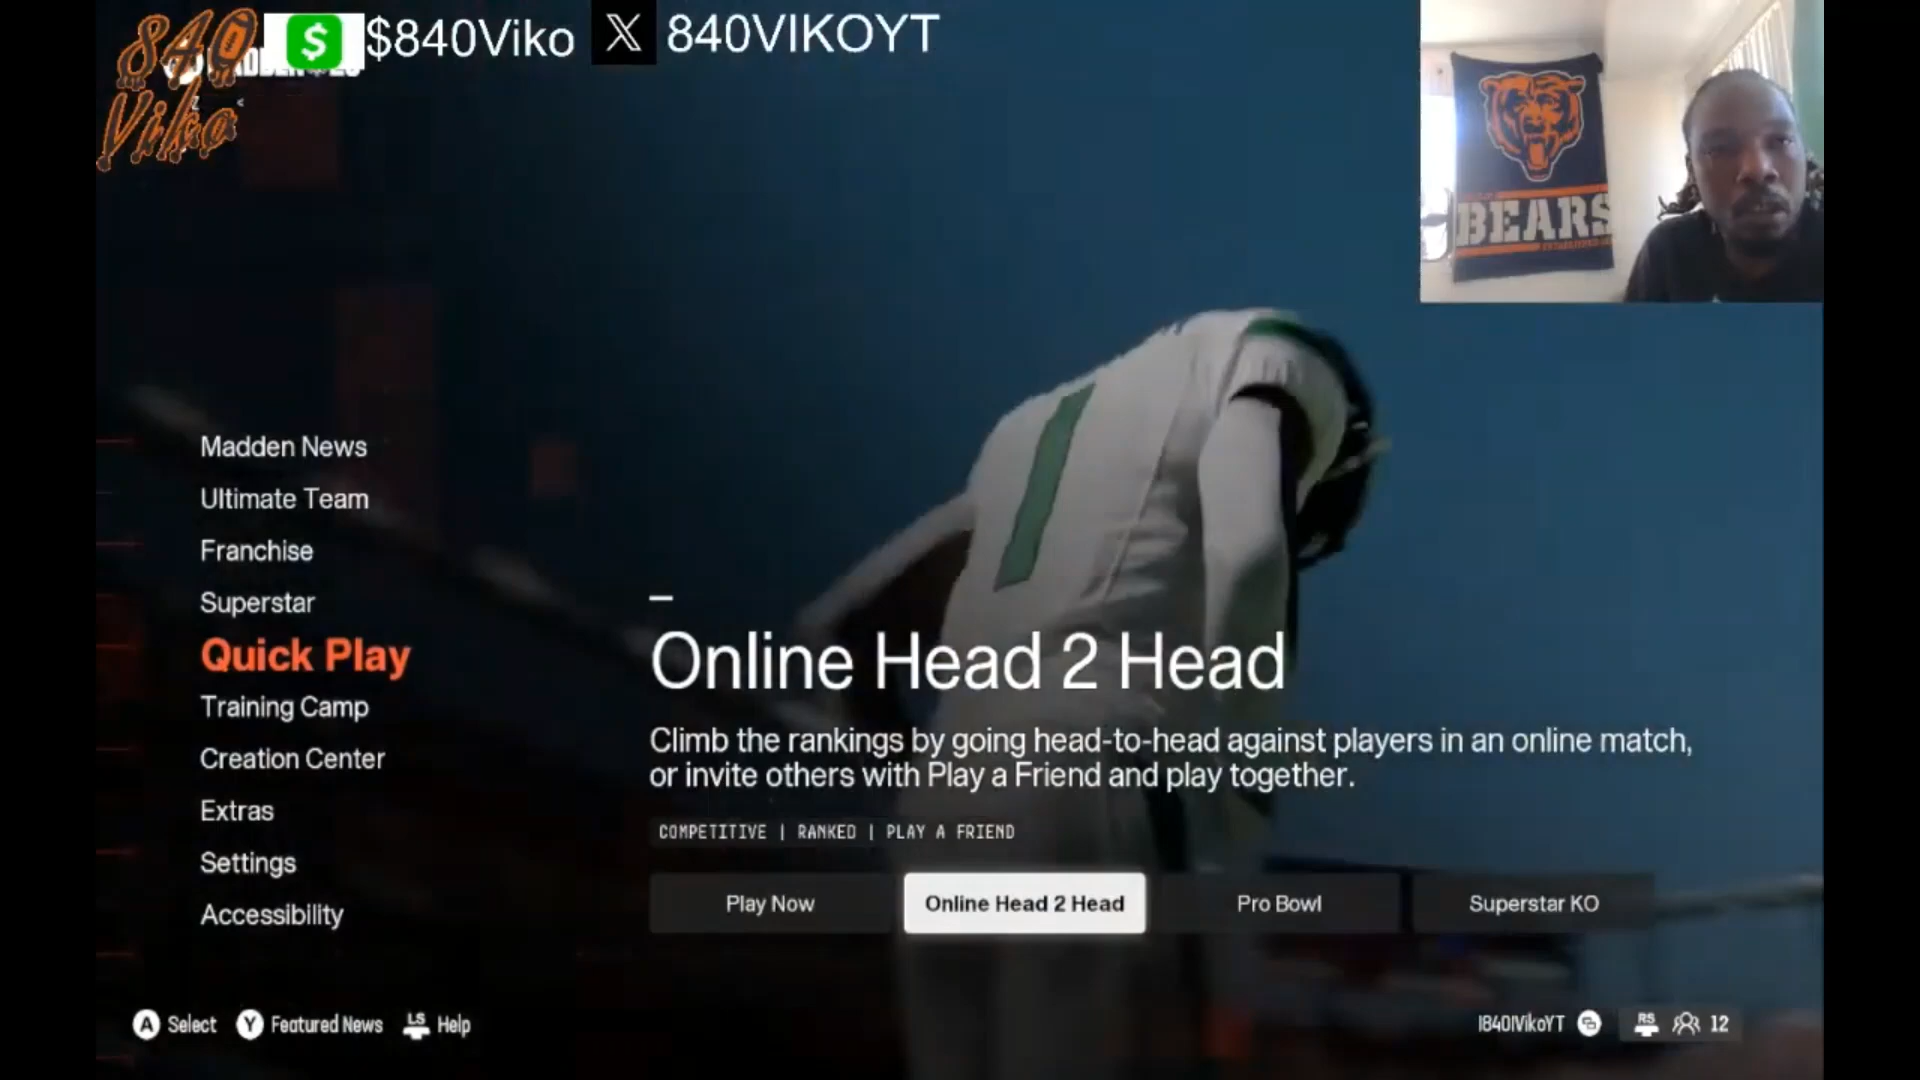 840
Viko
$
$840Viko
X
840VIKOYT
BEARS
1
Madden News
Ultimate Team
Franchise
Superstar
Quick Play
Training Camp
Creation Center
Extras
Settings
Accessibility
Online Head 2 Head
Climb the rankings by going head-to-head against players in an online match,
or invite others with Play a Friend and play together.
COMPETITIVE | RANKED | PLAY A FRIEND
Play Now
Online Head 2 Head
Pro Bowl
Superstar KO
A Select
Y Featured News
LS Help
RS
12